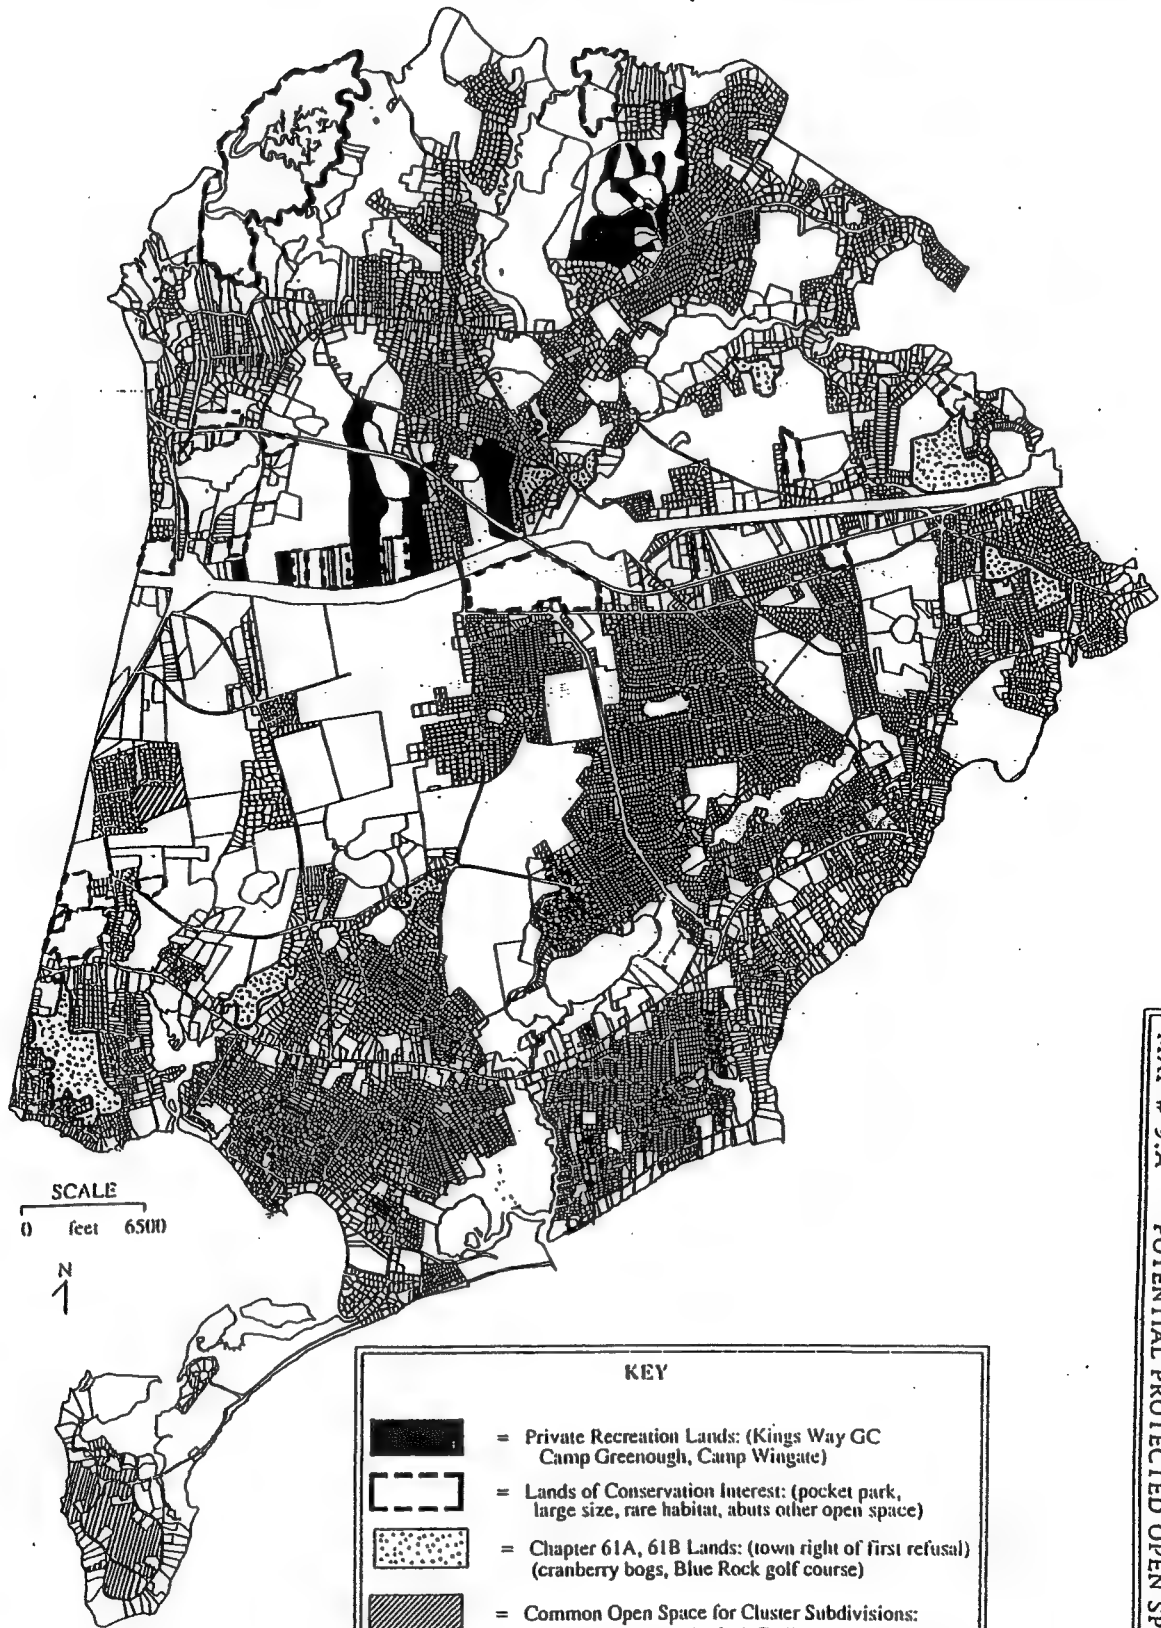 SCALE
0 feet 6500
N
KEY
= Private Recreation Lands: (Kings Way GC
Camp Greenough, Camp Wingate)
= Lands of Conservation Interest: (pocket park,
large size, rare habitat, abuts other open space)
= Chapter 61A, 61B Lands: (town right of first refusal)
(cranberry bogs, Blue Rock golf course)
= Common Open Space for Cluster Subdivisions:
POTENTIAL PROTECTED OPEN SP